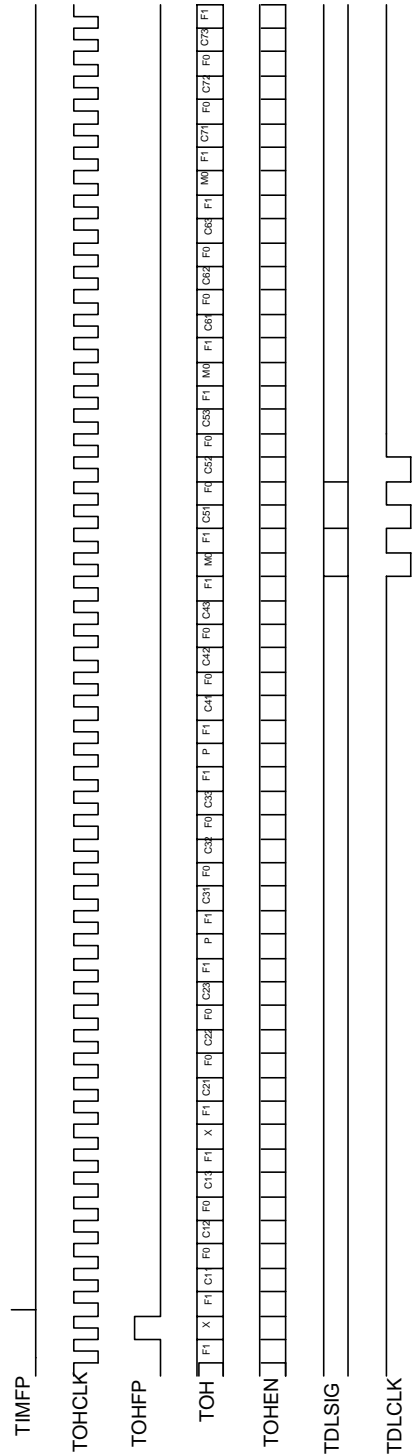 TIMFP
TOHCLK
TOHFP
TOH F1 X F1 C11 F0 C12 F0 C13 F1 X F1 C21 F0 C22 F0 C23 F1 P F1 C31 F0 C32 F0 C33 F1 P F1 C41 F0 C42 F0 C43 F1 M0 F1 C51 F0 C52 F0 C53 F1 M0 F1 C61 F0 C62 F0 C63 F1 M0 F1 C71 F0 C72 F0 C73 F1
TOHEN
TDLSIG
TDLCLK